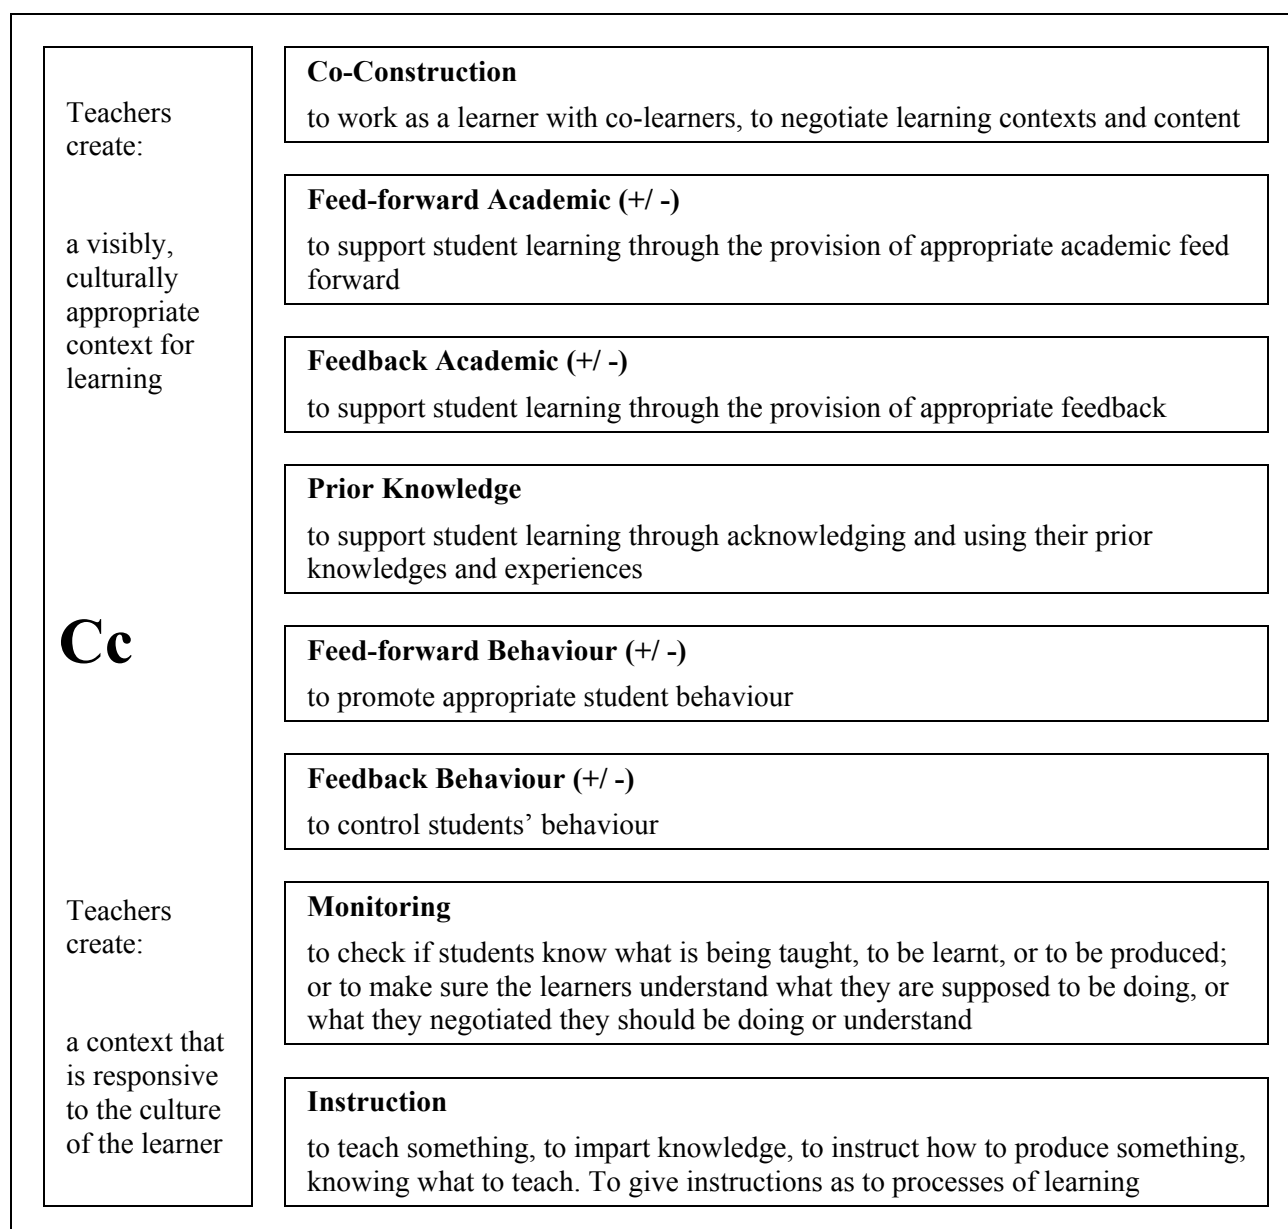 Teachers
create:
a visibly,
culturally
appropriate
context for
learning
Cc
Teachers
create:
a context that
is responsive
to the culture
of the learner
Co-Construction
to work as a learner with co-learners, to negotiate learning contexts and content
Feed-forward Academic (+/ -)
to support student learning through the provision of appropriate academic feed
forward
Feedback Academic (+/ -)
to support student learning through the provision of appropriate feedback
Prior Knowledge
to support student learning through acknowledging and using their prior
knowledges and experiences
Feed-forward Behaviour (+/ -)
to promote appropriate student behaviour
Feedback Behaviour (+/ -)
to control students’ behaviour
Monitoring
to check if students know what is being taught, to be learnt, or to be produced;
or to make sure the learners understand what they are supposed to be doing, or
what they negotiated they should be doing or understand
Instruction
to teach something, to impart knowledge, to instruct how to produce something,
knowing what to teach. To give instructions as to processes of learning